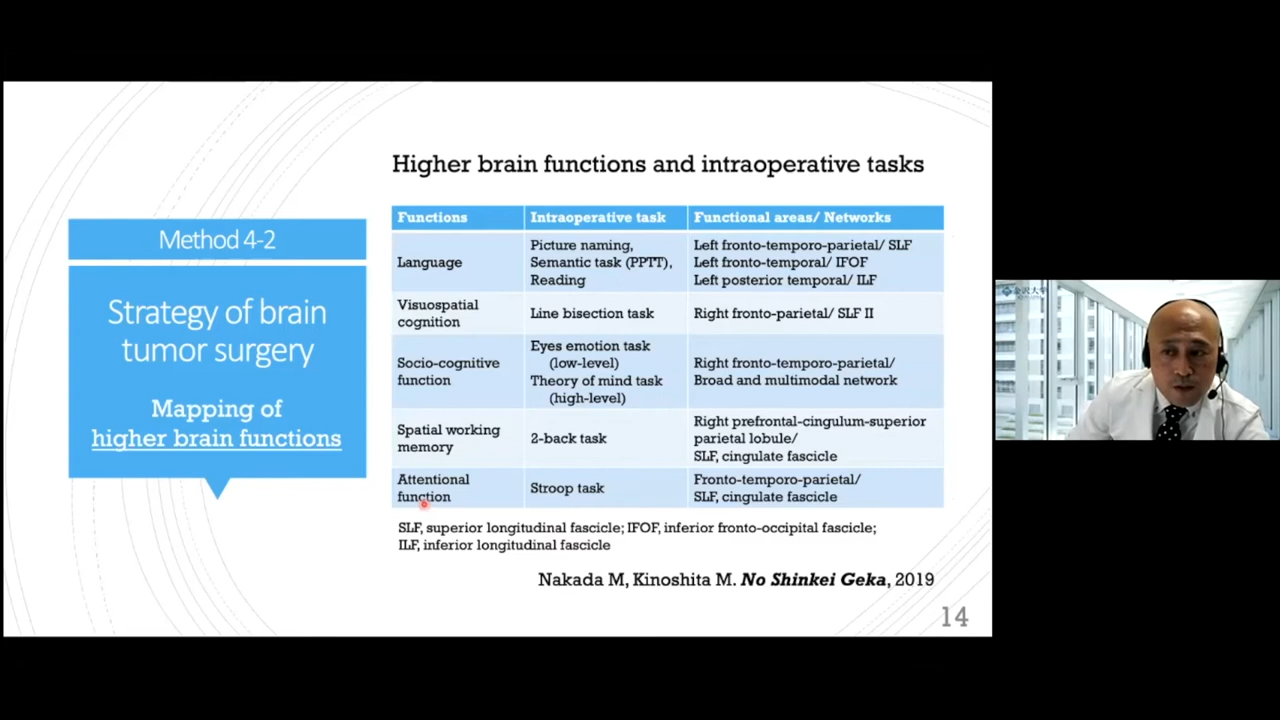 Higher brain functions and intraoperative tasks
Method 4-2
Strategy of brain
tumor surgery
Mapping of
higher brain functions
Functions
Intraoperative task
Functional areas/ Networks
Language
Picture naming,
Semantic task (PPTT),
Reading
Left fronto-temporo-parietal/ SLF
Left fronto-temporal/ IFOF
Left posterior temporal/ ILF
Visuospatial
cognition
Line bisection task
Right fronto-parietal/ SLF II
Socio-cognitive
function
Eyes emotion task
(low-level)
Theory of mind task
(high-level)
Right fronto-temporo-parietal/
Broad and multimodal network
Spatial working
memory
2-back task
Right prefrontal-cingulum-superior
parietal lobule/
SLF, cingulate fascicle
Attentional
function
Stroop task
Fronto-temporo-parietal/
SLF, cingulate fascicle
SLF, superior longitudinal fascicle; IFOF, inferior fronto-occipital fascicle;
ILF, inferior longitudinal fascicle
Nakada M, Kinoshita M. No Shinkei Geka, 2019
14
金沢大学